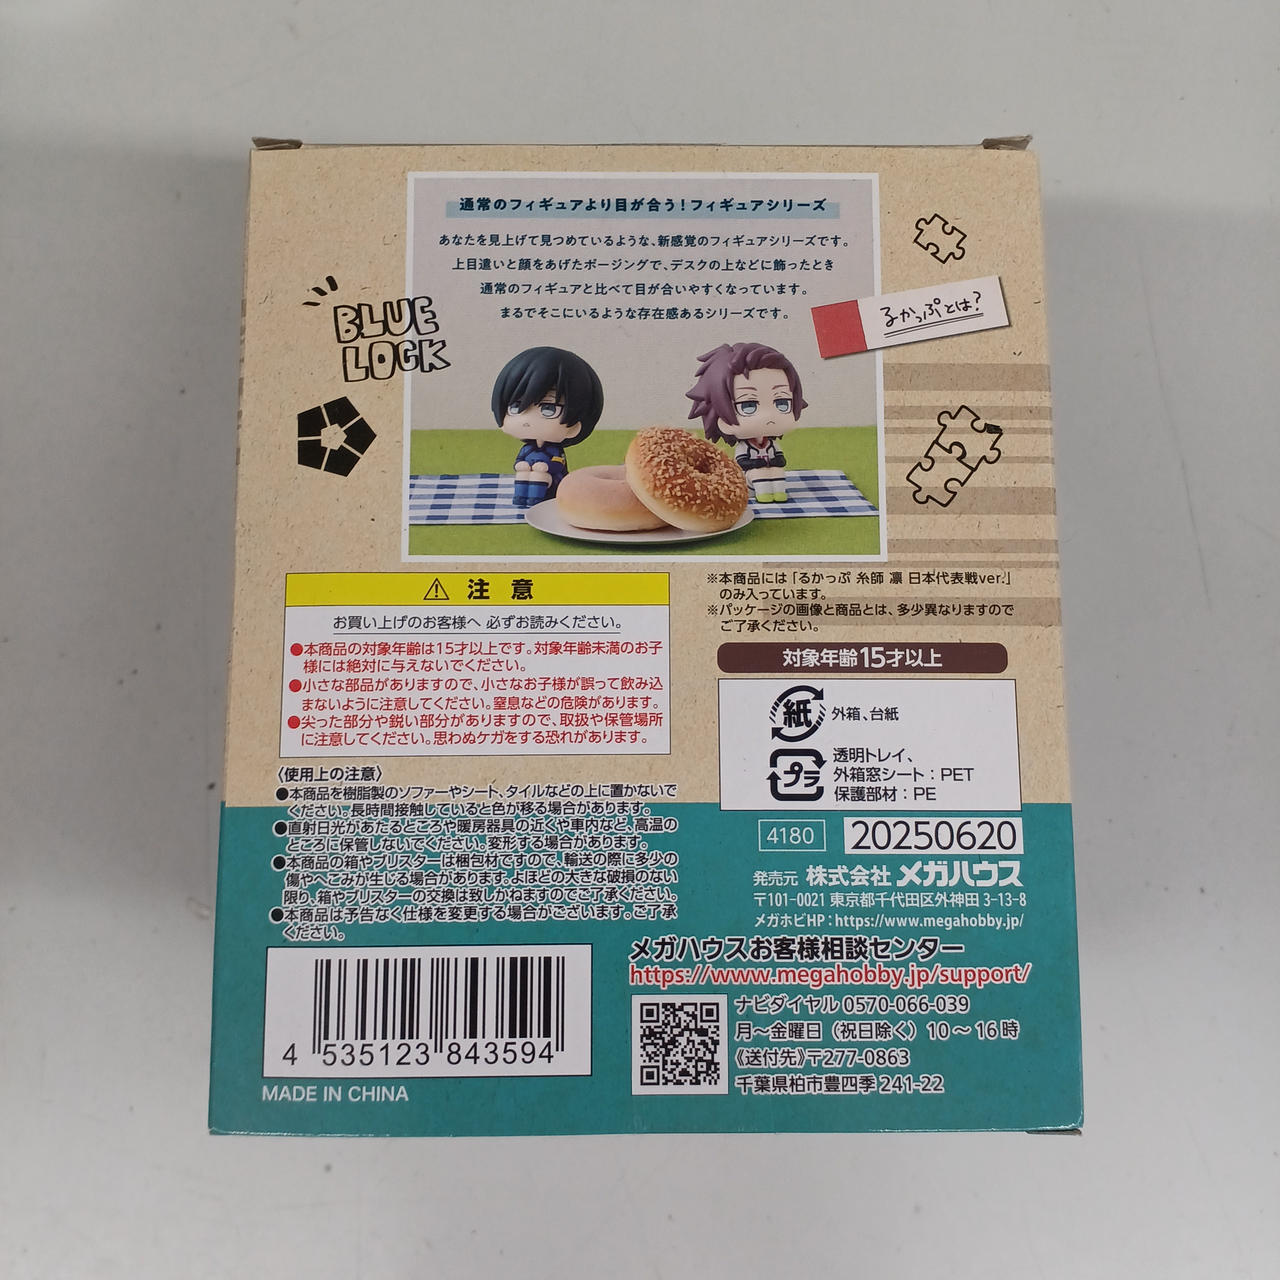 通常のフィギュアより目が合う!フィギュアシリーズ
あなたを見上げて見つめているような、新感覚のフィギュアシリーズです。
上目遣いと顔をあげたポージングで、デスクの上などに飾ったとき
通常のフィギュアと比べて目が合いやすくなっています。
まるでそこにいるような存在感あるシリーズです。
るかっぷとは?
BLUE
LOCK
⚠注意
お買い上げのお客様へ 必ずお読みください。
●本商品の対象年齢は15才以上です。対象年齢未満のお子
様には絶対に与えないでください。
●小さな部品がありますので、小さなお子様が誤って飲み込
まないように注意してください。窒息などの危険があります。
●尖った部分や鋭い部分がありますので、取扱や保管場所
に注意してください。思わぬケガをする恐れがあります。
〈使用上の注意〉
●本商品を樹脂製のソファーやシート、タイルなどの上に置かないで
ください。長時間接触していると色が移る場合があります。
●直射日光があたるところや暖房器具の近くや車内など、高温の
ところに保管しないでください。変形する場合があります。
●本商品の箱やブリスターは梱包材ですので、輸送の際に多少の
傷やへこみが生じる場合があります。よほどの大きな破損のない
限り、箱やブリスターの交換は致しかねますのでご了承ください。
●本商品は予告なく仕様を変更する場合がございます。ご了承
ください。
4 535123 843594
MADE IN CHINA
※本商品には「るかっぷ 糸師 凛 日本代表戦ver.」
のみ入っています。
※パッケージの画像と商品とは、多少異なりますので
ご了承ください。
対象年齢15才以上
紙 外箱、台紙
プラ 透明トレイ、
外箱窓シート:PET
保護部材:PE
4180 20250620
発売元 株式会社メガハウス
〒101-0021 東京都千代田区外神田 3-13-8
メガホビHP:https://www.megahobby.jp/
メガハウスお客様相談センター
https://www.megahobby.jp/support/
ナビダイヤル 0570-066-039
月~金曜日(祝日除く)10~16時
《送付先》〒277-0863
千葉県柏市豊四季241-22